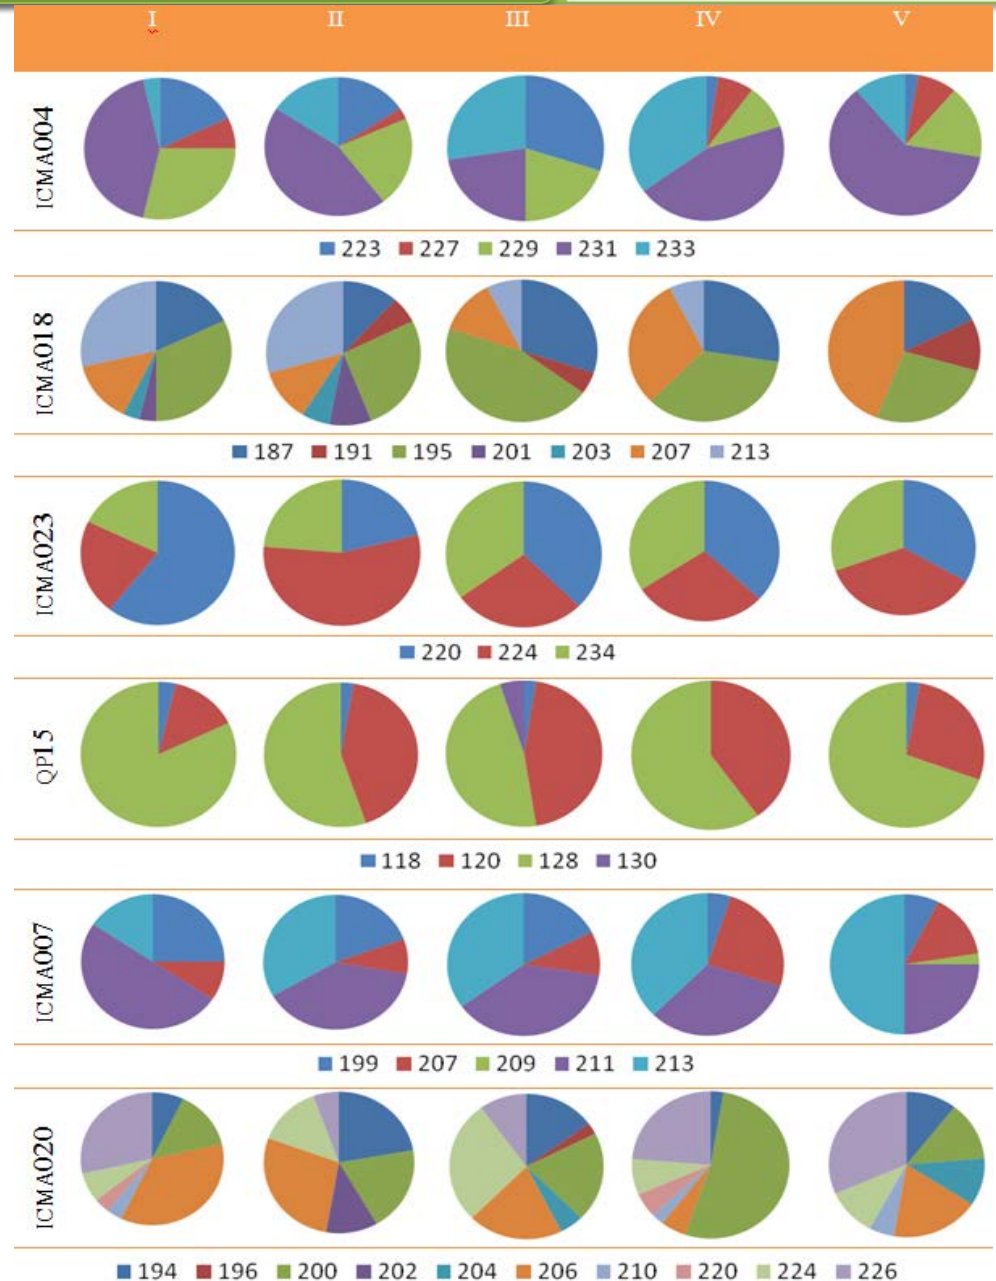 I II III IV V
ICMA004
223 227 229 231 233
ICMA018
187 191 195 201 203 207 213
ICMA023
220 224 234
QP15
118 120 128 130
ICMA007
199 207 209 211 213
ICMA020
194 196 200 202 204 206 210 220 224 226